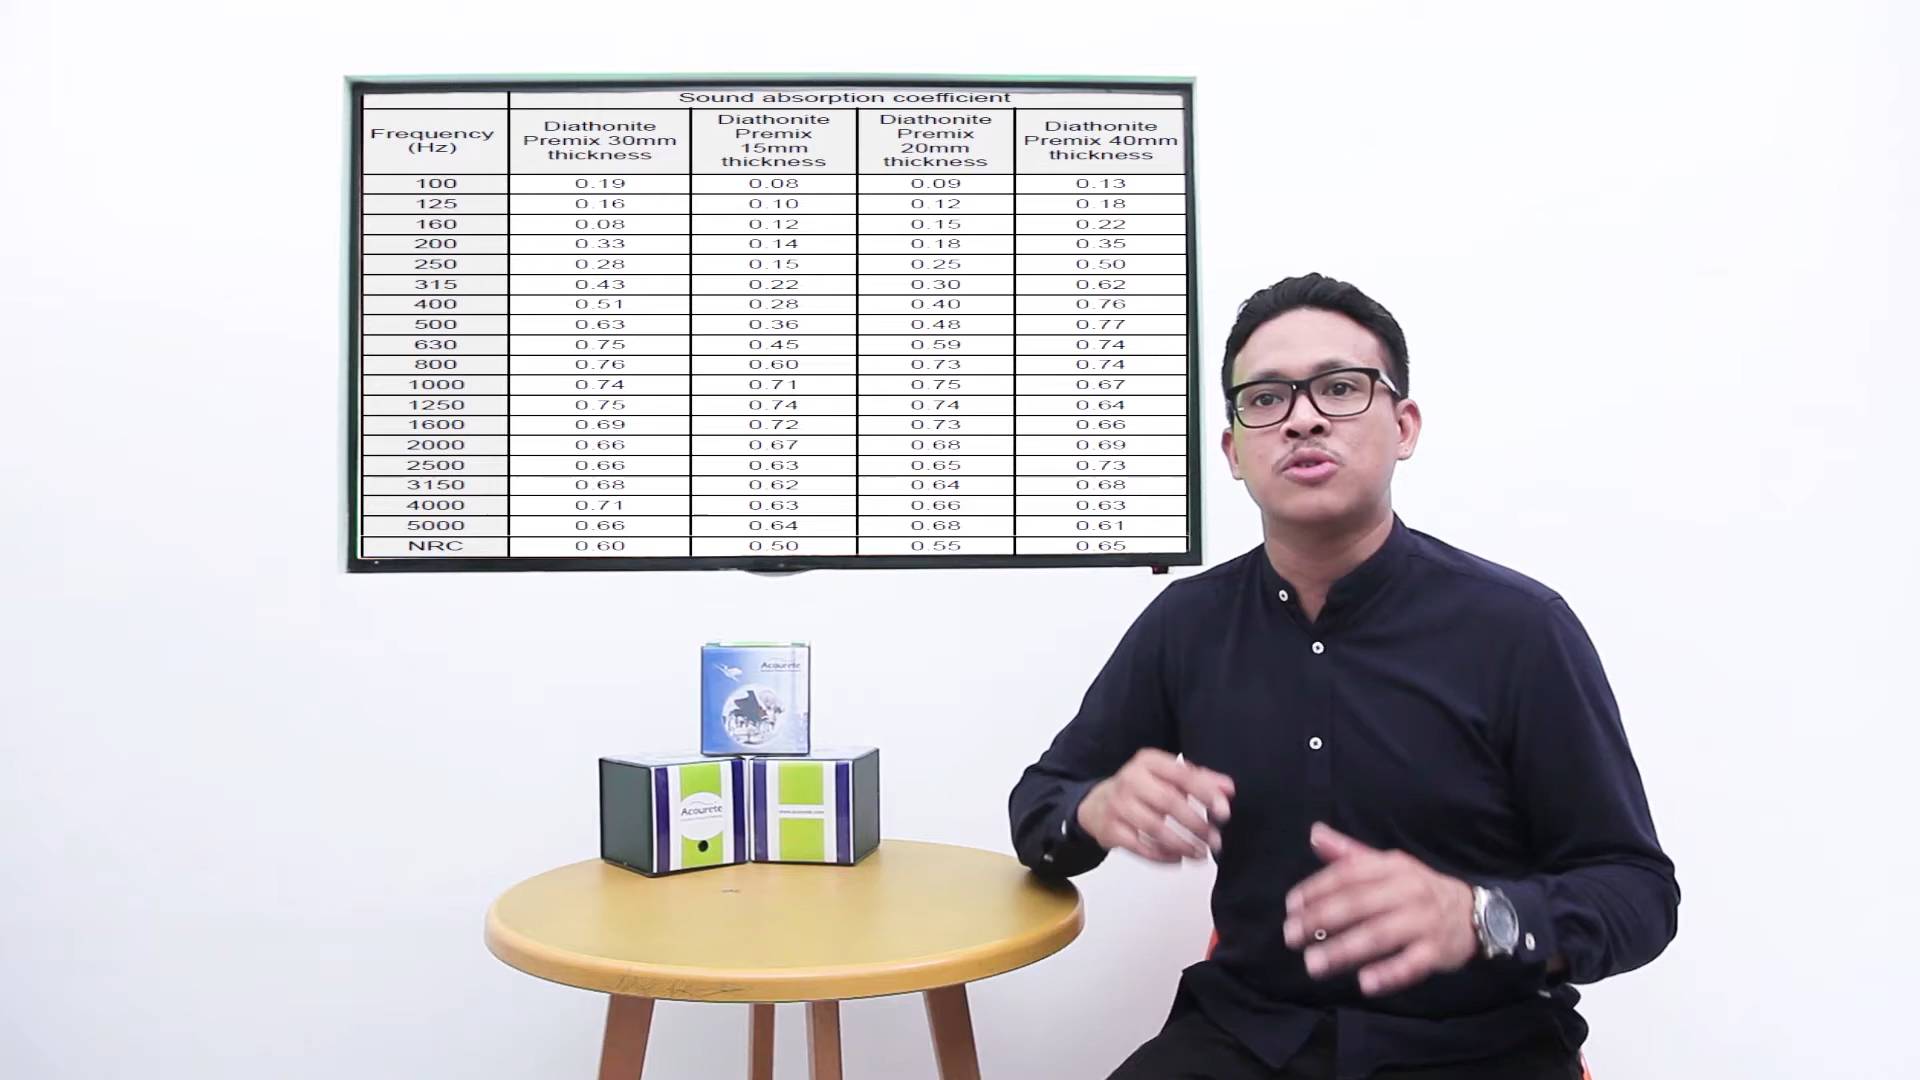 Sound absorption coefficient
Frequency (Hz) Diathonite Premix 30mm thickness Diathonite Premix 15mm thickness Diathonite Premix 20mm thickness Diathonite Premix 40mm thickness
100 0.19 0.08 0.09 0.13
125 0.16 0.10 0.12 0.18
160 0.08 0.12 0.15 0.22
200 0.33 0.14 0.18 0.35
250 0.28 0.15 0.25 0.50
315 0.43 0.22 0.30 0.62
400 0.51 0.28 0.40 0.76
500 0.63 0.36 0.48 0.77
630 0.75 0.45 0.59 0.74
800 0.76 0.60 0.73 0.74
1000 0.74 0.71 0.75 0.67
1250 0.75 0.74 0.74 0.64
1600 0.69 0.72 0.73 0.66
2000 0.66 0.67 0.68 0.69
2500 0.66 0.63 0.65 0.73
3150 0.68 0.62 0.64 0.68
4000 0.71 0.63 0.66 0.63
5000 0.66 0.64 0.68 0.61
NRC 0.60 0.50 0.55 0.65
Acourete
Acourete
www.acourete.com